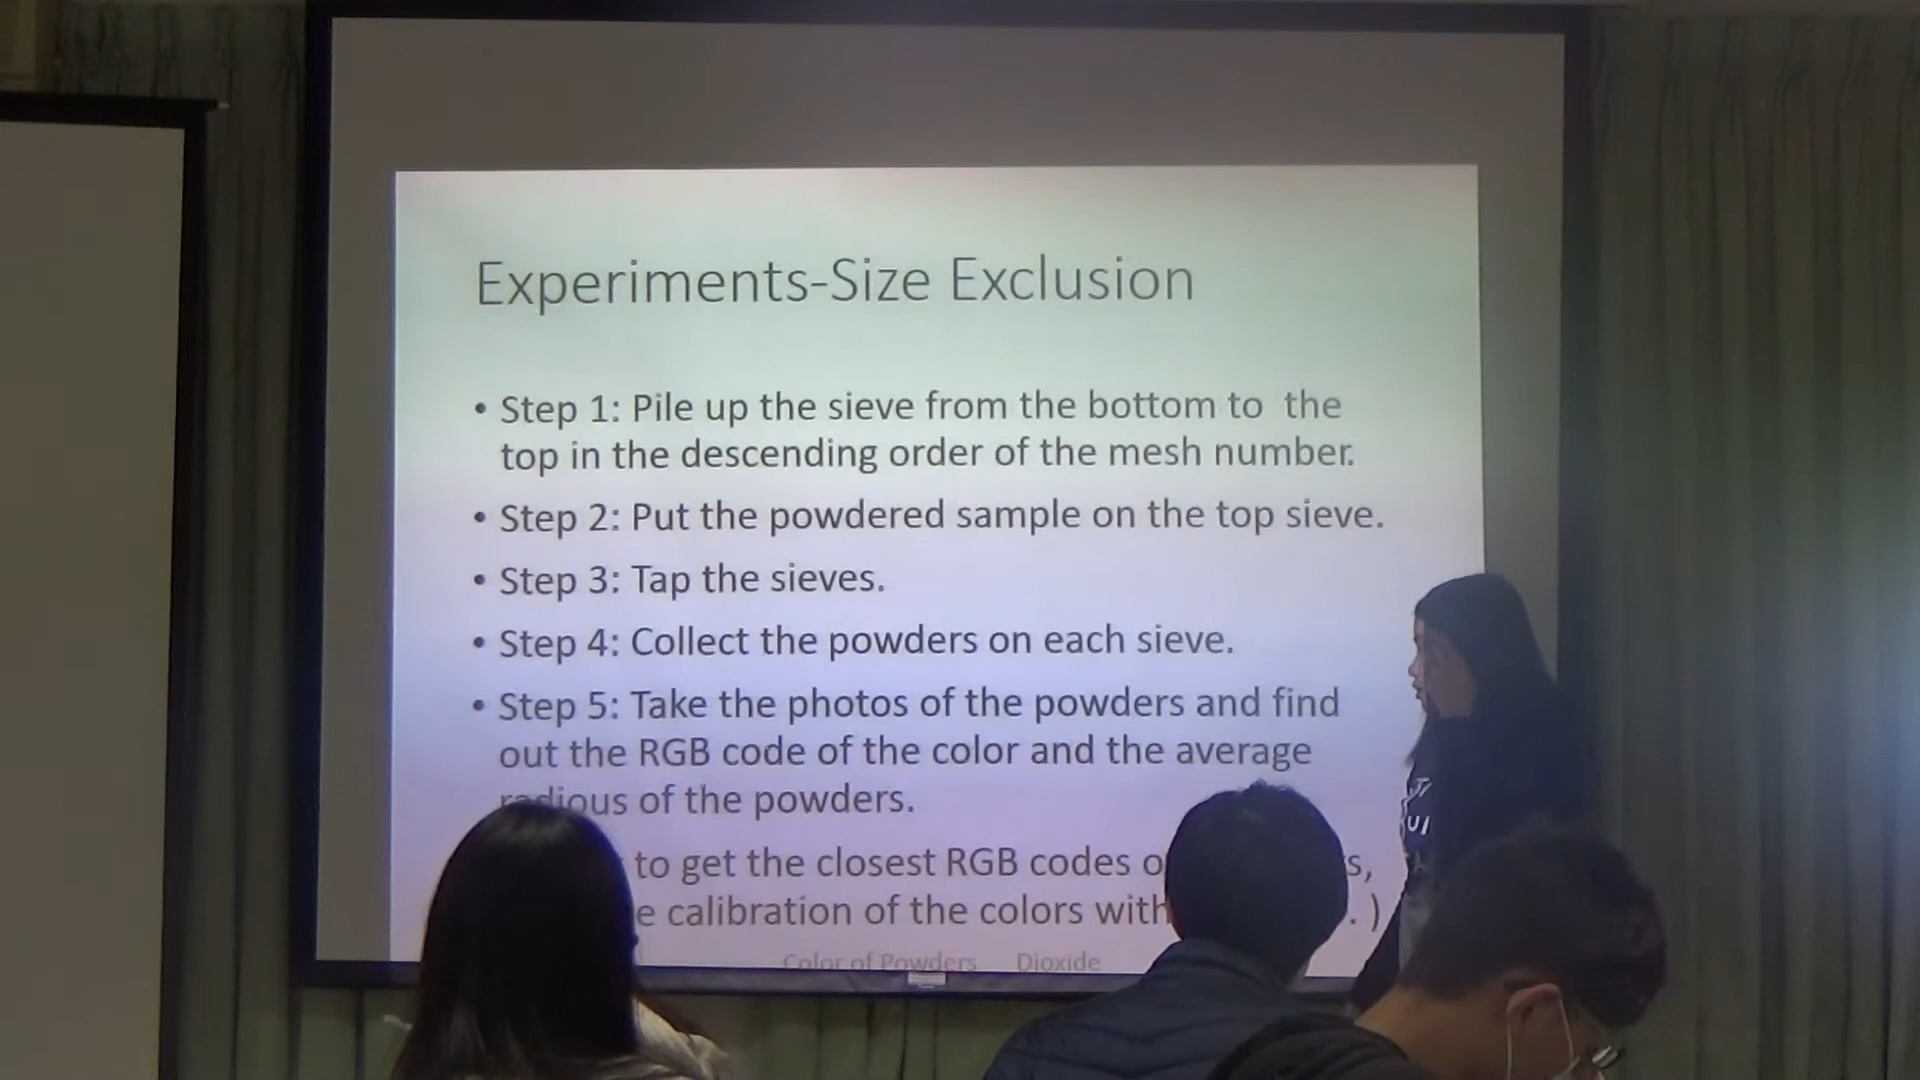 Experiments-Size Exclusion
• Step 1: Pile up the sieve from the bottom to the
top in the descending order of the mesh number.
• Step 2: Put the powdered sample on the top sieve.
• Step 3: Tap the sieves.
• Step 4: Collect the powders on each sieve.
• Step 5: Take the photos of the powders and find
out the RGB code of the color and the average
radious of the powders.
to get the closest RGB codes
calibration of the colors with . )
Color of Powders Dioxide